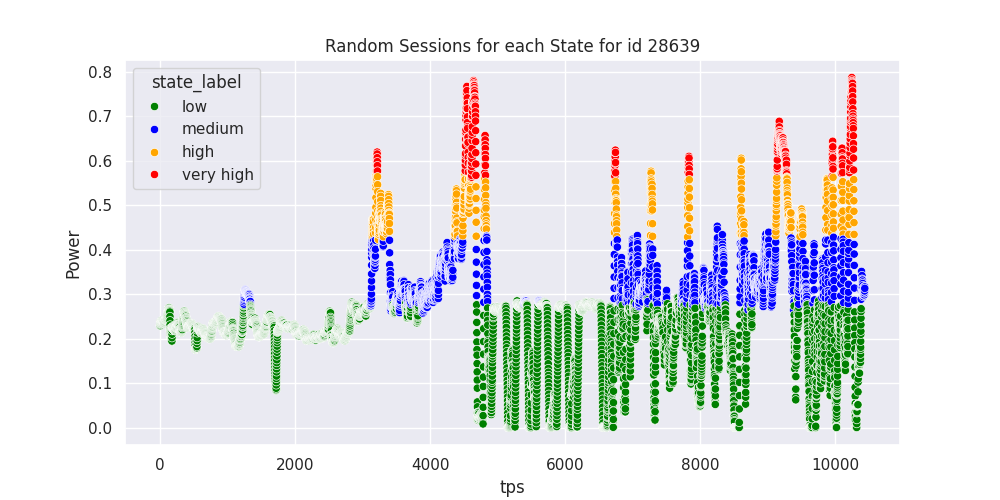 Random Sessions for each State for id 28639
state_label
low
medium
high
very high
Power
0.8
0.7
0.6
0.5
0.4
0.3
0.2
0.1
0.0
0 2000 4000 6000 8000 10000
tps